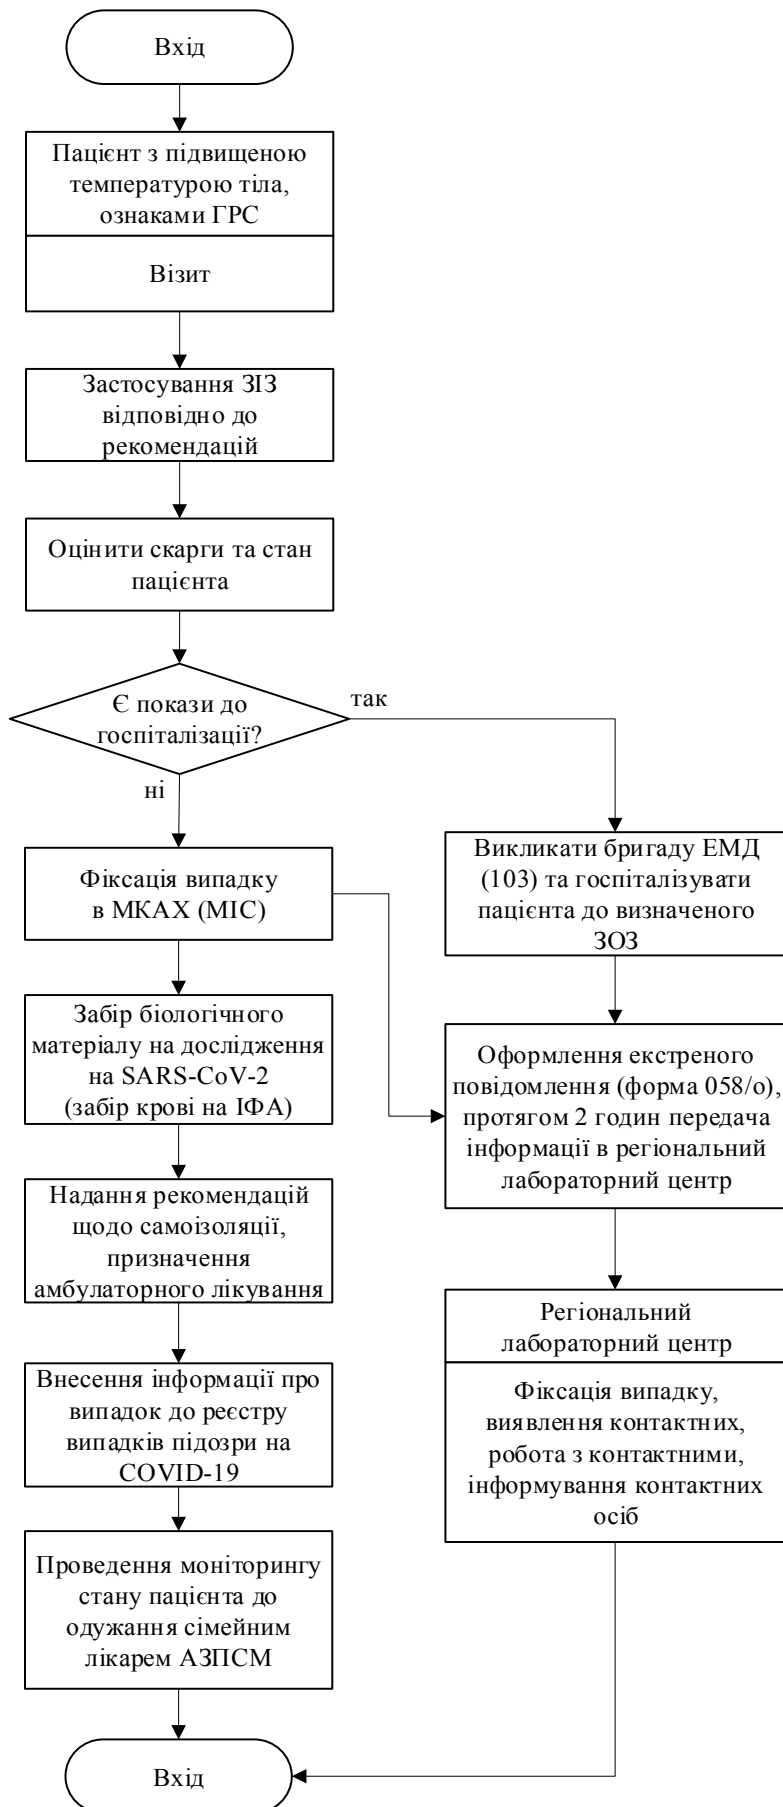 Вхід
Пацієнт з підвищеною
температурою тіла,
ознаками ГРС
Візит
Застосування ЗІЗ
відповідно до
рекомендацій
Оцінити скарги та стан
пацієнта
Є покази до
госпіталізації?
так
ні
Фіксація випадку
в МКАХ (МІС)
Забір біологічного
матеріалу на дослідження
на SARS-CoV-2
(забір крові на ІФА)
Надання рекомендацій
щодо самоізоляції,
призначення
амбулаторного лікування
Внесення інформації про
випадок до реєстру
випадків підозри на
COVID-19
Проведення моніторингу
стану пацієнта до
одужання сімейним
лікарем АЗПСМ
Викликати бригаду ЕМД
(103) та госпіталізувати
пацієнта до визначеного
ЗОЗ
Оформлення екстреного
повідомлення (форма 058/о),
протягом 2 годин передача
інформації в регіональний
лабораторний центр
Регіональний
лабораторний центр
Фіксація випадку,
виявлення контактних,
робота з контактними,
інформування контактних
осіб
Вхід